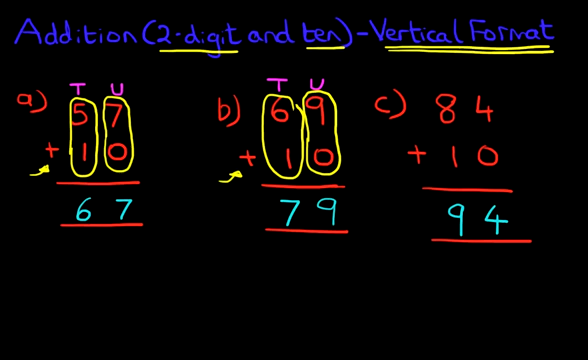 Addition (2-digit and ten) - Vertical Format
a) T U
5 7
+ 1 0
6 7
b) T U
6 9
+ 1 0
7 9
c) 8 4
+ 1 0
9 4